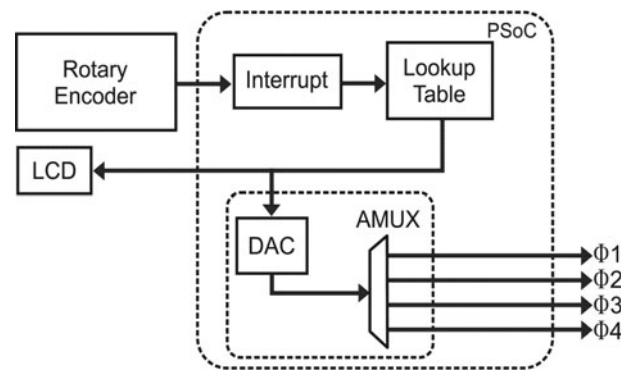 PSoC
Rotary
Encoder
Interrupt
Lookup
Table
LCD
DAC
AMUX
Φ1
Φ2
Φ3
Φ4